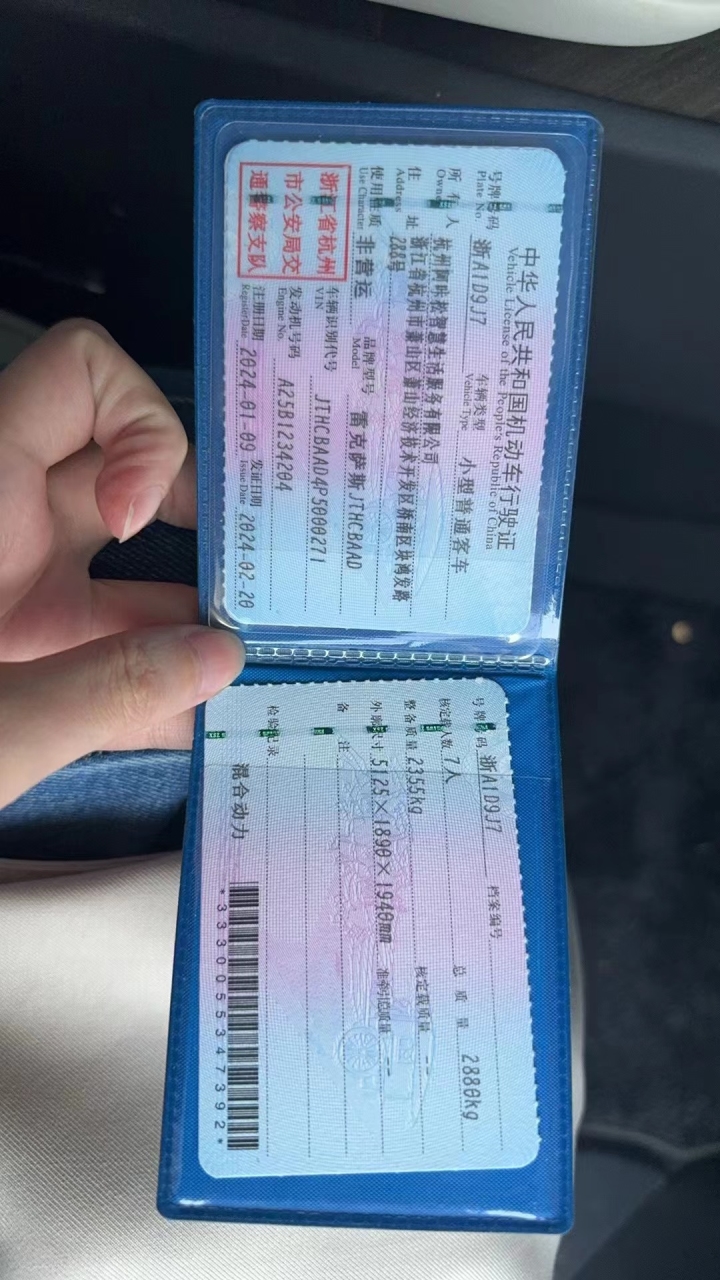 中华人民共和国机动车行驶证
Vehicle License of the People's Republic of China
号牌号码 浙A1D9J7 车辆类型 小型普通客车
Plate No. Vehicle Type
所有人 杭州阿叶松智慧生活服务有限公司
Owner
住址 浙江省杭州市萧山区萧山经济技术开发区桥南区块鸿发路
Address 288号
使用性质 非营运 品牌型号 雷克萨斯JTHCBAAD
Use Character Model
浙江省杭州
市公安局交
通警察支队
车辆识别代号 JTHCBAAD4P5000271
VIN
发动机号码 A25B1234204
Engine No.
注册日期 2024-01-09 发证日期 2024-02-20
Register Date Issue Date
号牌号码 浙A1D9J7 档案编号
核定载人数 7人 总质量 2880kg
整备质量 2355kg 核定载质量 --
外廓尺寸 5125×1890×1940mm 准牵引总质量 --
备注
检验记录
混合动力
*3330055347392*